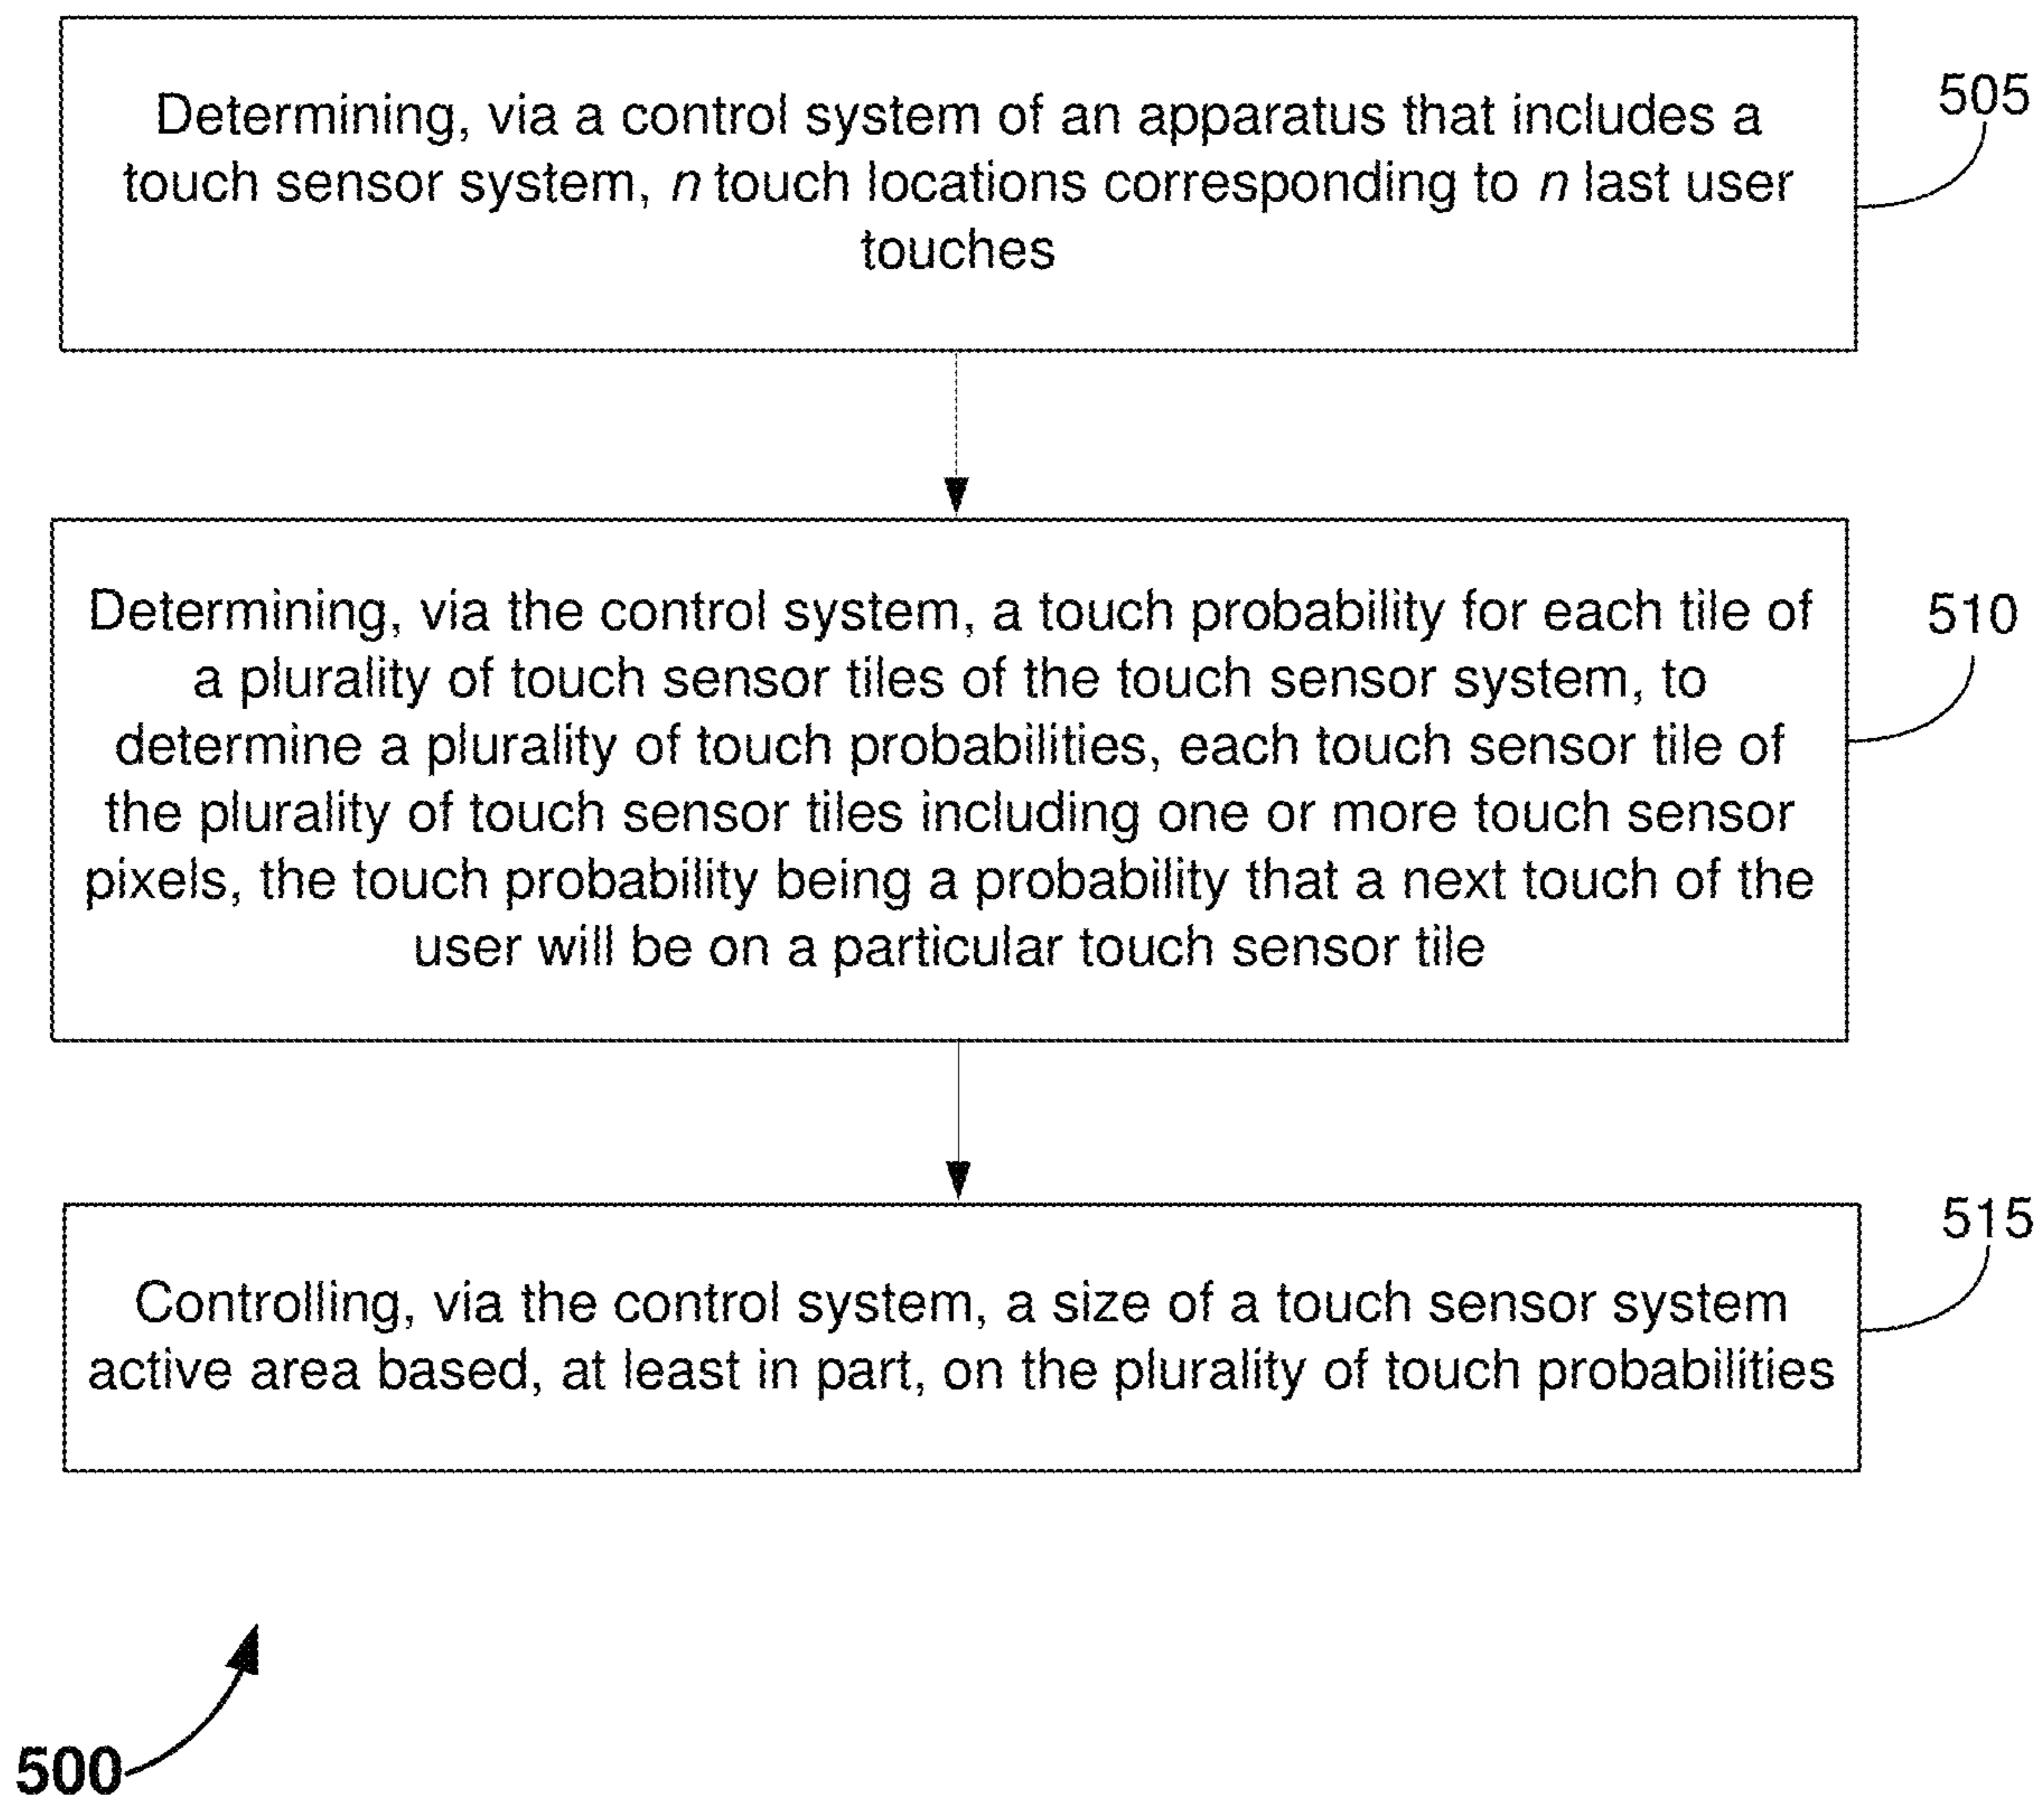 Determining, via a control system of an apparatus that includes a
touch sensor system, n touch locations corresponding to n last user
touches
505
Determining, via the control system, a touch probability for each tile of
a plurality of touch sensor tiles of the touch sensor system, to
determine a plurality of touch probabilities, each touch sensor tile of
the plurality of touch sensor tiles including one or more touch sensor
pixels, the touch probability being a probability that a next touch of the
user will be on a particular touch sensor tile
510
Controlling, via the control system, a size of a touch sensor system
active area based, at least in part, on the plurality of touch probabilities
515
500